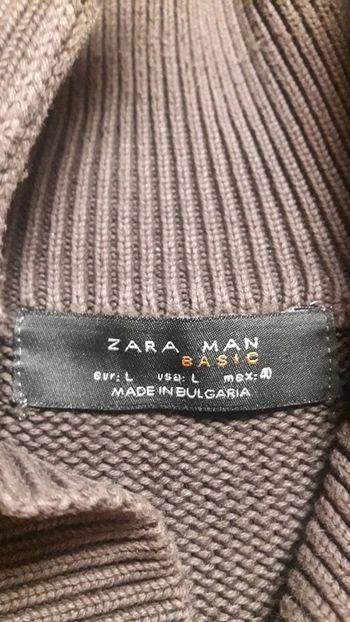 ZARA MAN
BASIC
eur: L usa: L mex: 40
MADE IN BULGARIA